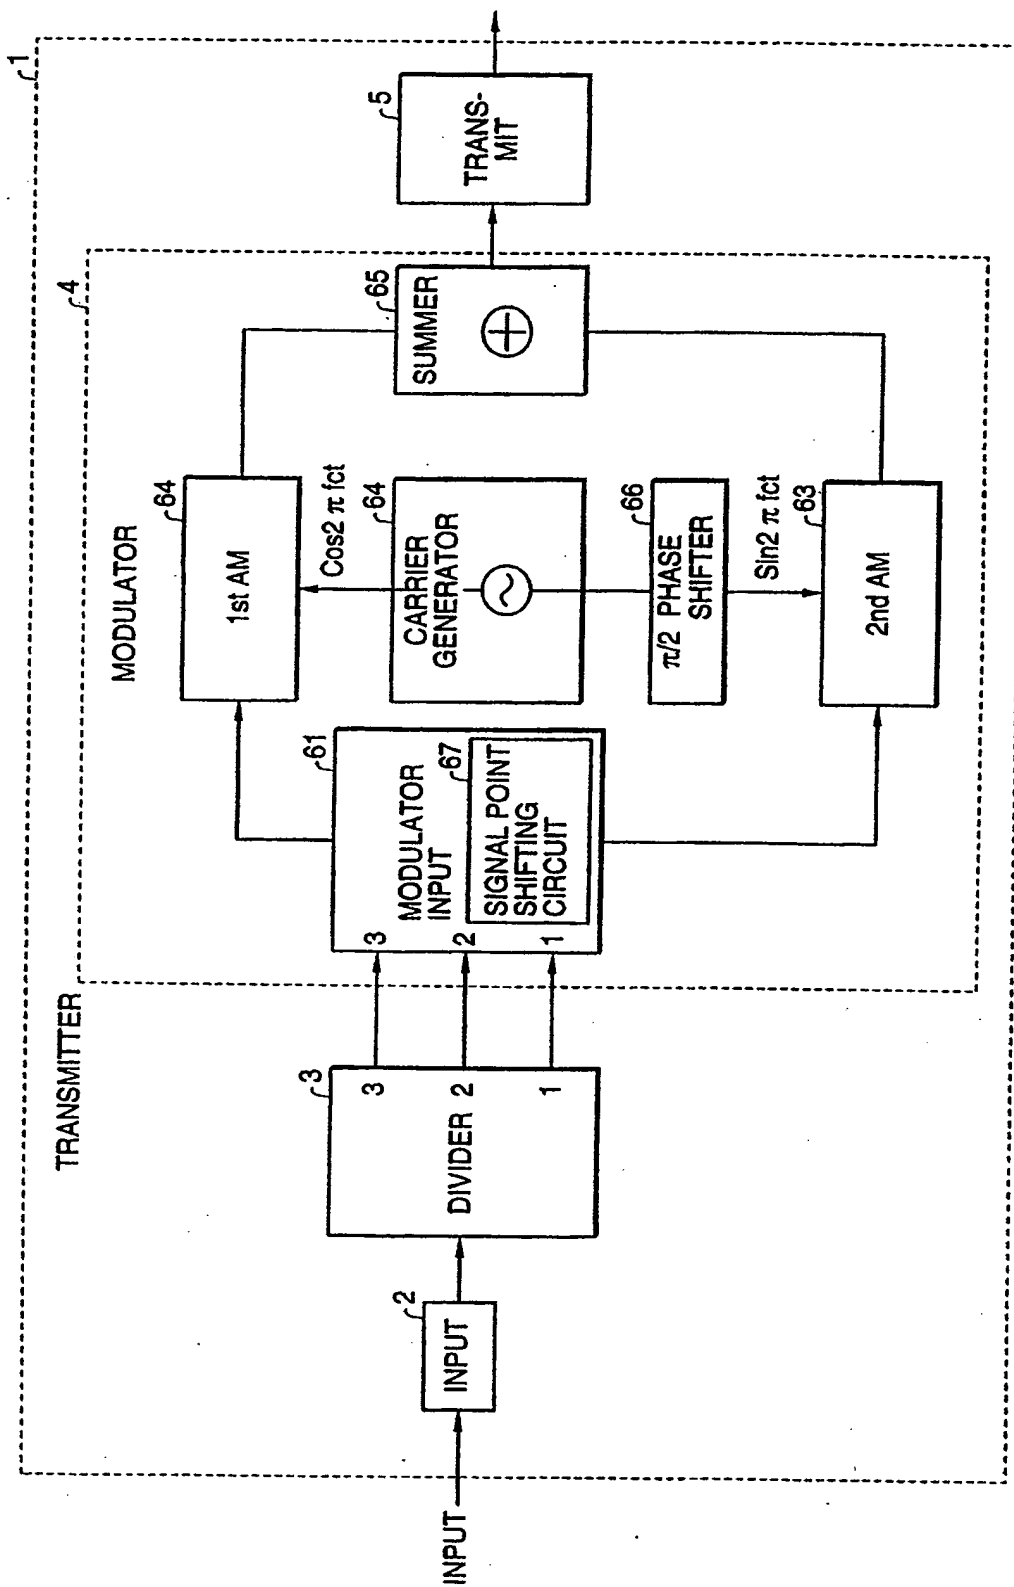 1
TRANSMITTER
4
MODULATOR
INPUT
2
INPUT
3
DIVIDER
3
2
1
61
3
2
1
MODULATOR
INPUT
67
SIGNAL POINT
SHIFTING
CIRCUIT
64
1st AM
Cos2 π fct
64
CARRIER
GENERATOR
~
66
π/2 PHASE
SHIFTER
Sin2 π fct
63
2nd AM
65
SUMMER
+
5
TRANS-
MIT